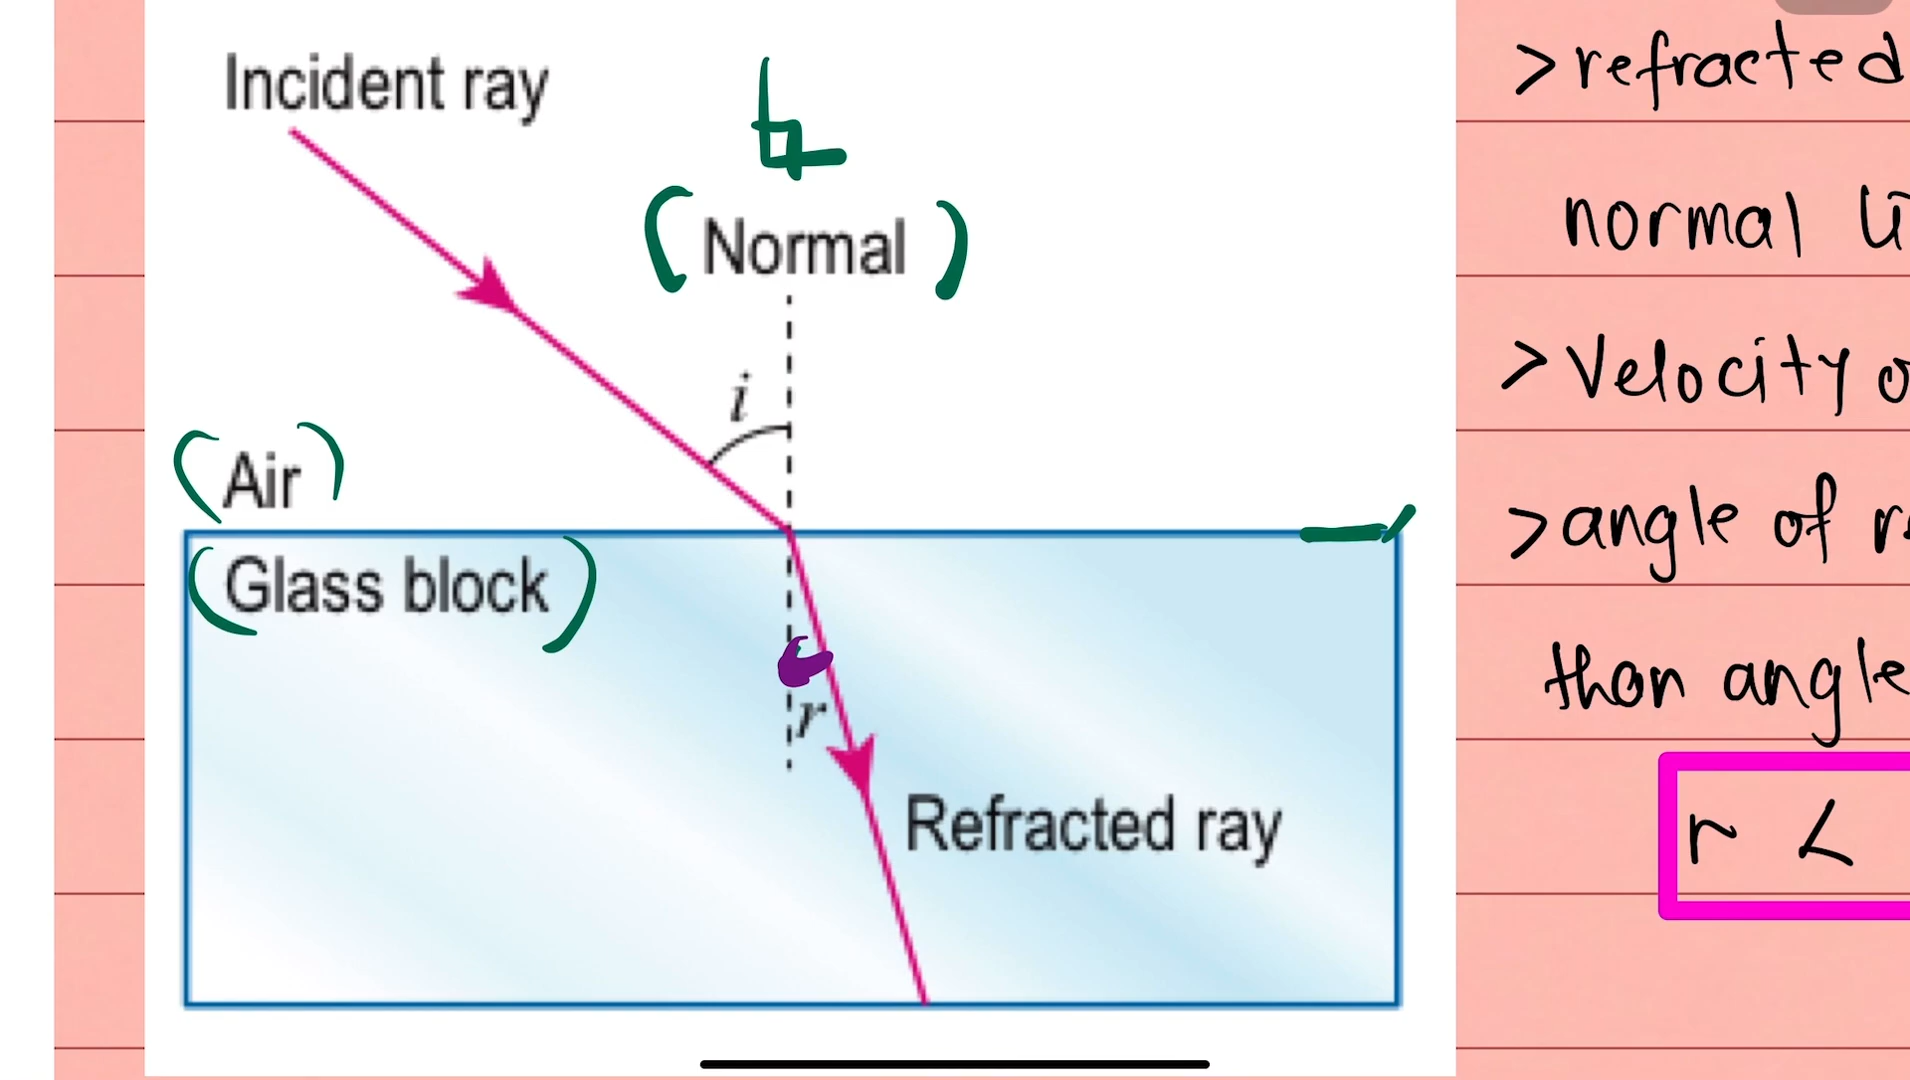 Incident ray
(Normal)
i
(Air)
(Glass block)
r
Refracted ray
> refracted
normal
> Velocity
> angle of
than angle
r <